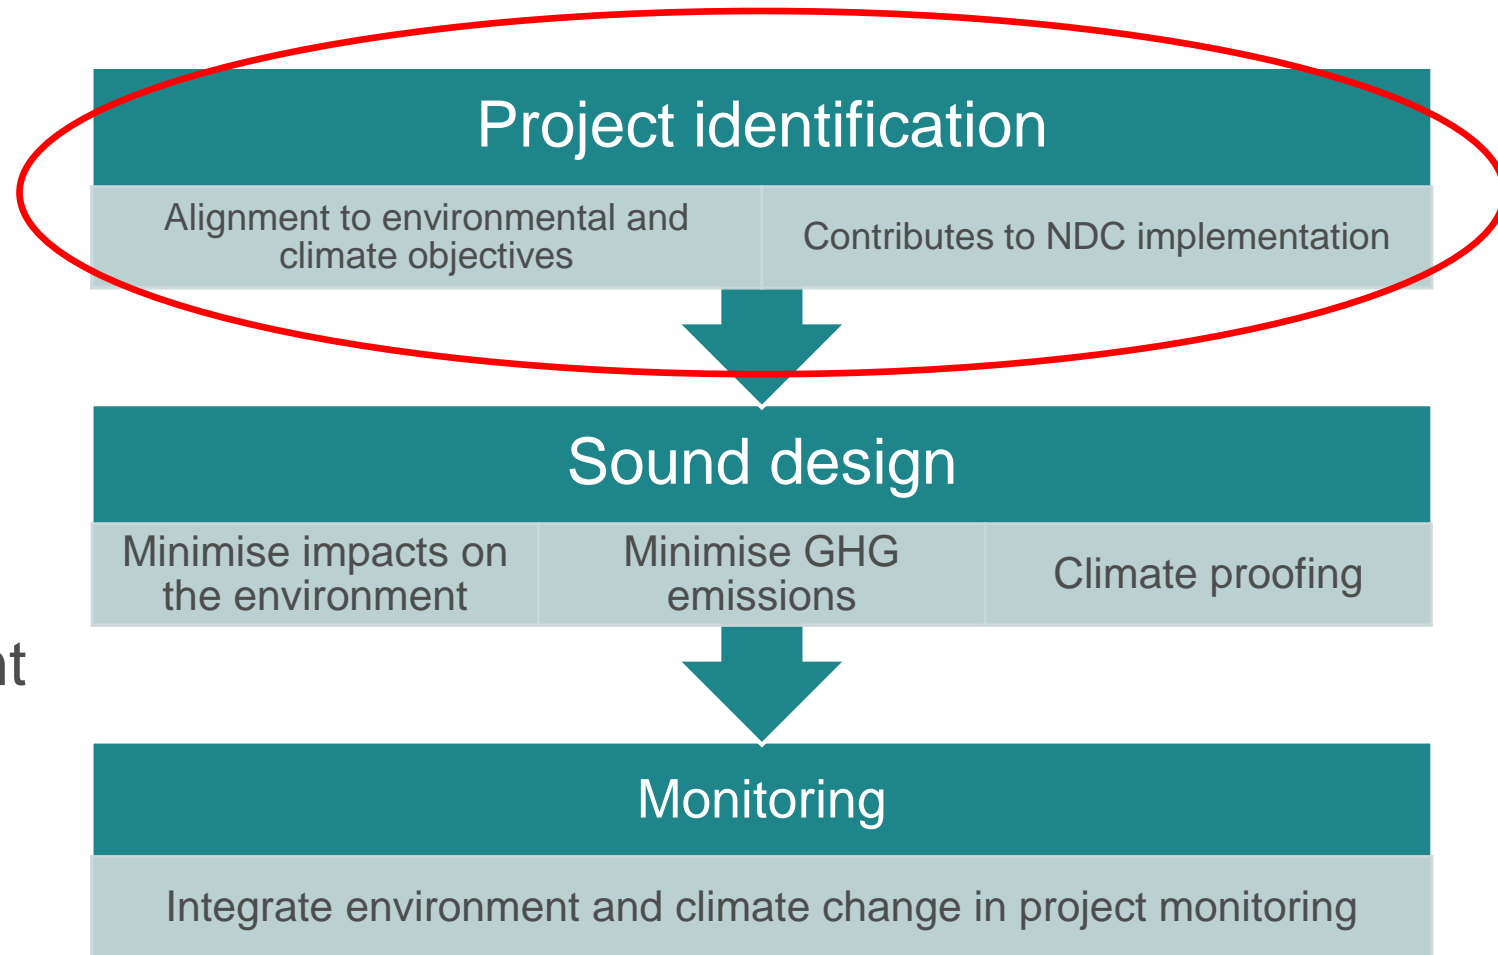 Project identification
Alignment to environmental and
climate objectives
Contributes to NDC implementation
Sound design
Minimise impacts on
the environment
Minimise GHG
emissions
Climate proofing
nt
Monitoring
Integrate environment and climate change in project monitoring